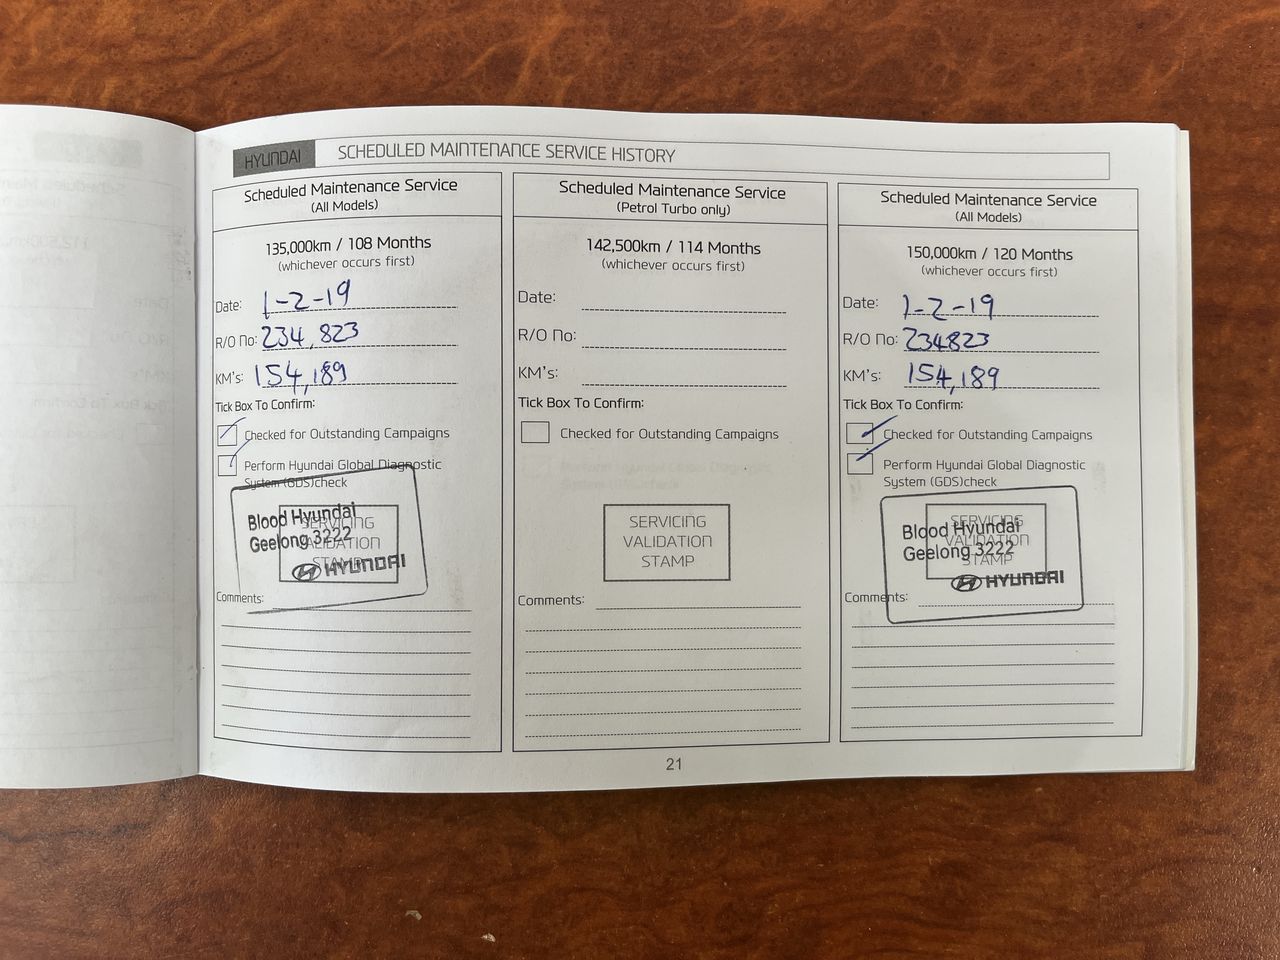 HYUNDAI SCHEDULED MAINTENANCE SERVICE HISTORY
Scheduled Maintenance Service
(All Models)
135,000km / 108 Months
(whichever occurs first)
Date: 1-2-19
R/O No: 234,823
KM's: 154,189
Tick Box To Confirm:
Checked for Outstanding Campaigns
Perform Hyundai Global Diagnostic
System (GDS)check
SERVICING
VALIDATION
STAMP
Blood Hyundai
Geelong 3222
HYUNDAI
Comments:
Scheduled Maintenance Service
(Petrol Turbo only)
142,500km / 114 Months
(whichever occurs first)
Date:
R/O No:
KM's:
Tick Box To Confirm:
Checked for Outstanding Campaigns
SERVICING
VALIDATION
STAMP
Comments:
Scheduled Maintenance Service
(All Models)
150,000km / 120 Months
(whichever occurs first)
Date: 1-2-19
R/O No: 234823
KM's: 154,189
Tick Box To Confirm:
Checked for Outstanding Campaigns
Perform Hyundai Global Diagnostic
System (GDS)check
SERVICING
VALIDATION
STAMP
Blood Hyundai
Geelong 3222
HYUNDAI
Comments:
21